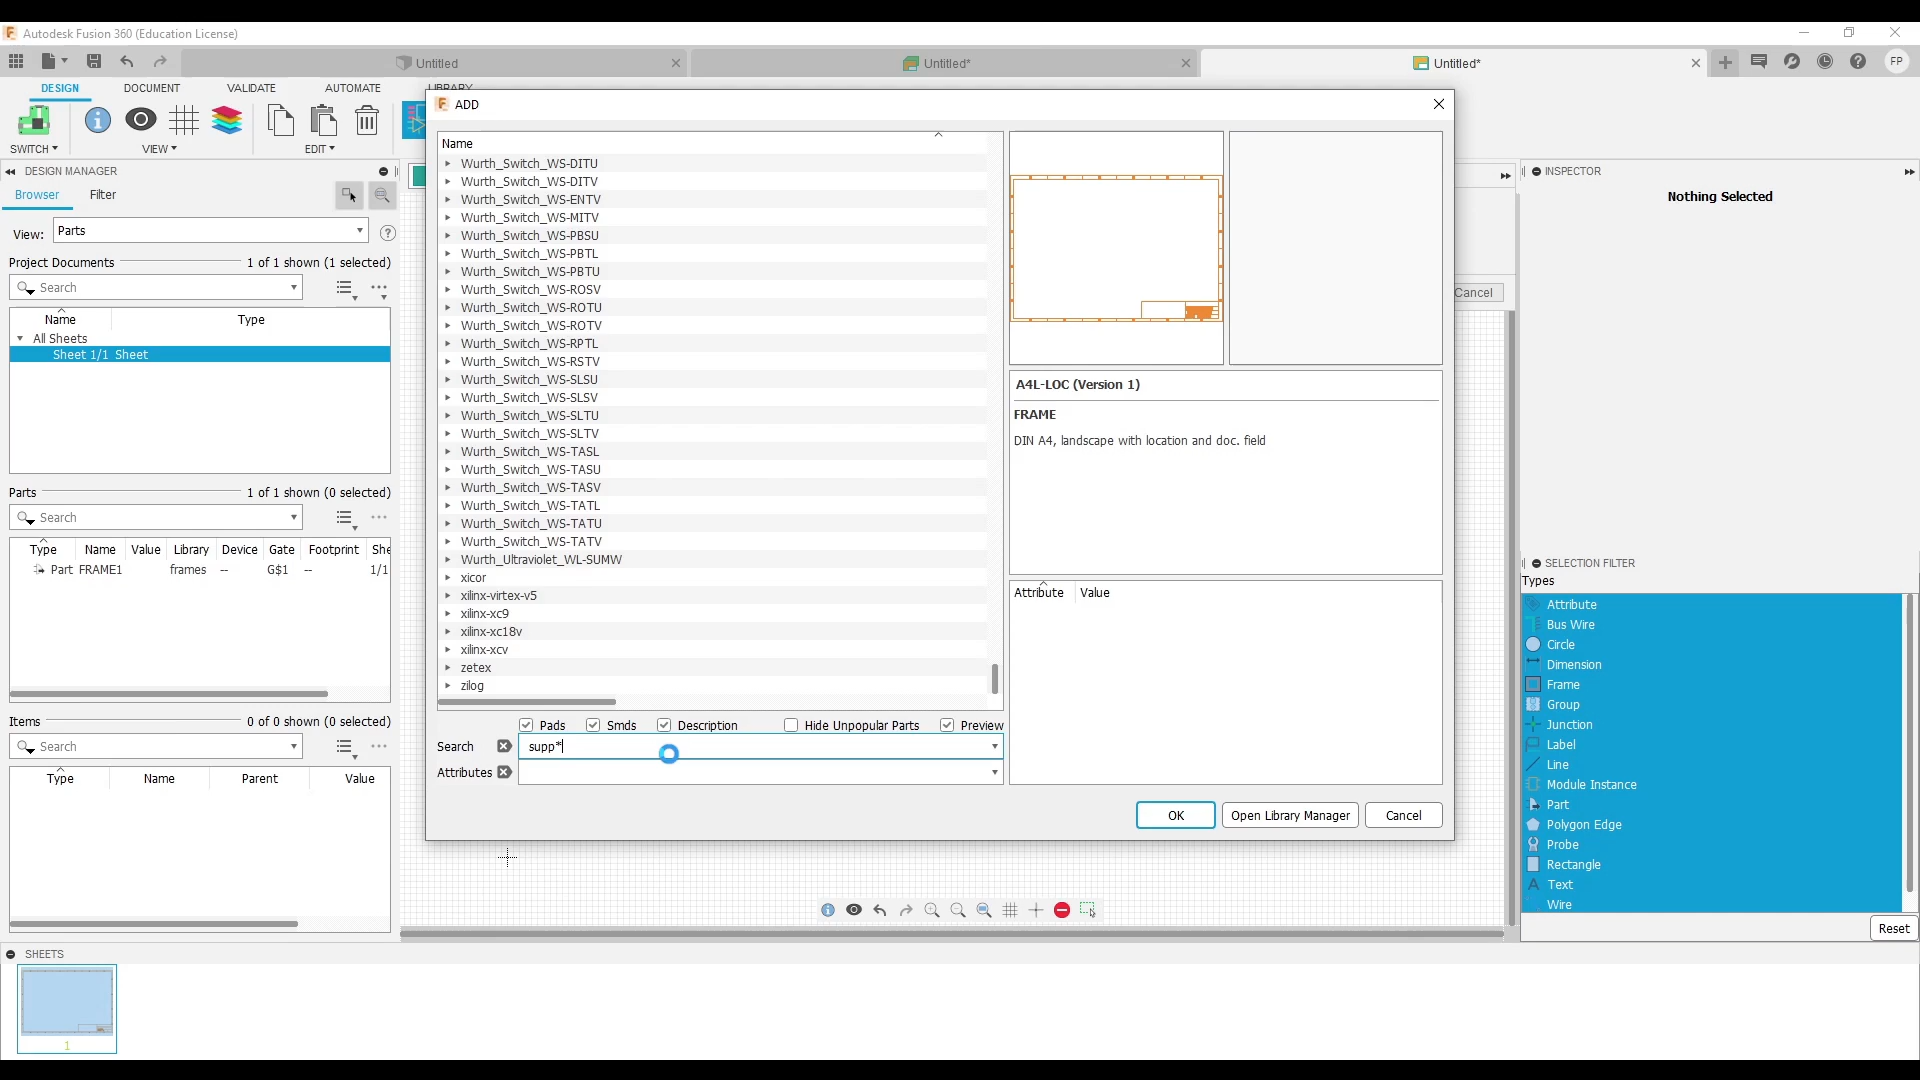 Autodesk Fusion 360 (Education License)
Untitled
Untitled*
Untitled*
FP
DESIGN
DOCUMENT
VALIDATE
AUTOMATE
LIBRARY
SWITCH
VIEW
EDIT
DESIGN MANAGER
Browser
Filter
View:
Parts
Project Documents
1 of 1 shown (1 selected)
Search
Name
Type
All Sheets
Sheet 1/1 Sheet
Parts
1 of 1 shown (0 selected)
Search
Type Name Value Library Device Gate Footprint She
Part FRAME1 frames -- G$1 -- 1/1
Items
0 of 0 shown (0 selected)
Search
Type Name Parent Value
SHEETS
1
ADD
Name
Wurth_Switch_WS-DITU
Wurth_Switch_WS-DITV
Wurth_Switch_WS-ENTV
Wurth_Switch_WS-MITV
Wurth_Switch_WS-PBSU
Wurth_Switch_WS-PBTL
Wurth_Switch_WS-PBTU
Wurth_Switch_WS-ROSV
Wurth_Switch_WS-ROTU
Wurth_Switch_WS-ROTV
Wurth_Switch_WS-RPTL
Wurth_Switch_WS-RSTV
Wurth_Switch_WS-SLSU
Wurth_Switch_WS-SLSV
Wurth_Switch_WS-SLTU
Wurth_Switch_WS-SLTV
Wurth_Switch_WS-TASL
Wurth_Switch_WS-TASU
Wurth_Switch_WS-TASV
Wurth_Switch_WS-TATL
Wurth_Switch_WS-TATU
Wurth_Switch_WS-TATV
Wurth_Ultraviolet_WL-SUMW
xicor
xilinx-virtex-v5
xilinx-xc9
xilinx-xc18v
xilinx-xcv
zetex
zilog
Pads
Smds
Description
Hide Unpopular Parts
Preview
Search
supp*
Attributes
A4L-LOC (Version 1)
FRAME
DIN A4, landscape with location and doc. field
Attribute Value
OK
Open Library Manager
Cancel
Cancel
INSPECTOR
Nothing Selected
SELECTION FILTER
Types
Attribute
Bus Wire
Circle
Dimension
Frame
Group
Junction
Label
Line
Module Instance
Part
Polygon Edge
Probe
Rectangle
Text
Wire
Reset